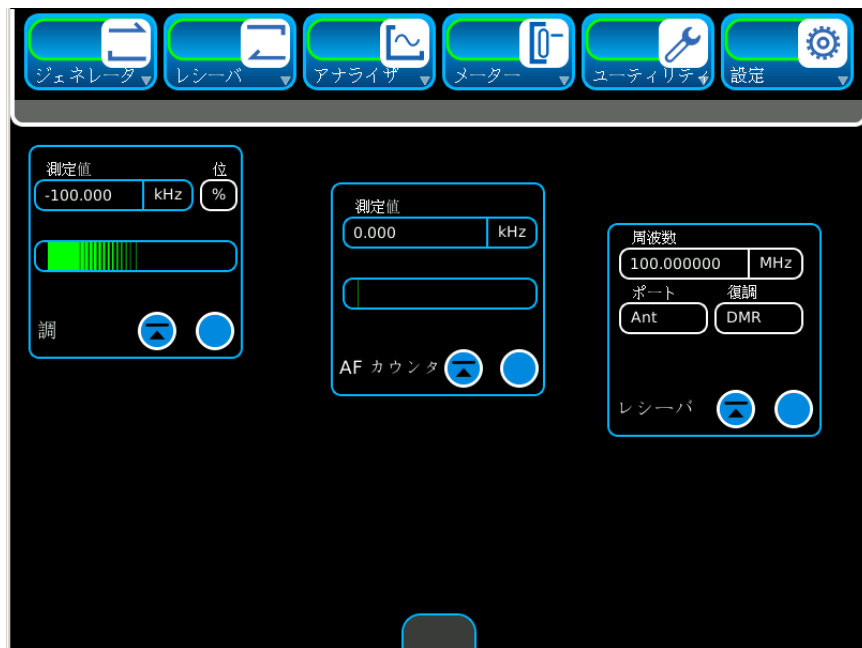 ジェネレータ
レシーバ
アナライザ
メーター
ユーティリティ
設定
測定値 位
-100.000 kHz %
調
測定値
0.000 kHz
AF カウンタ
周波数
100.000000 MHz
ポート 復調
Ant DMR
レシーバ